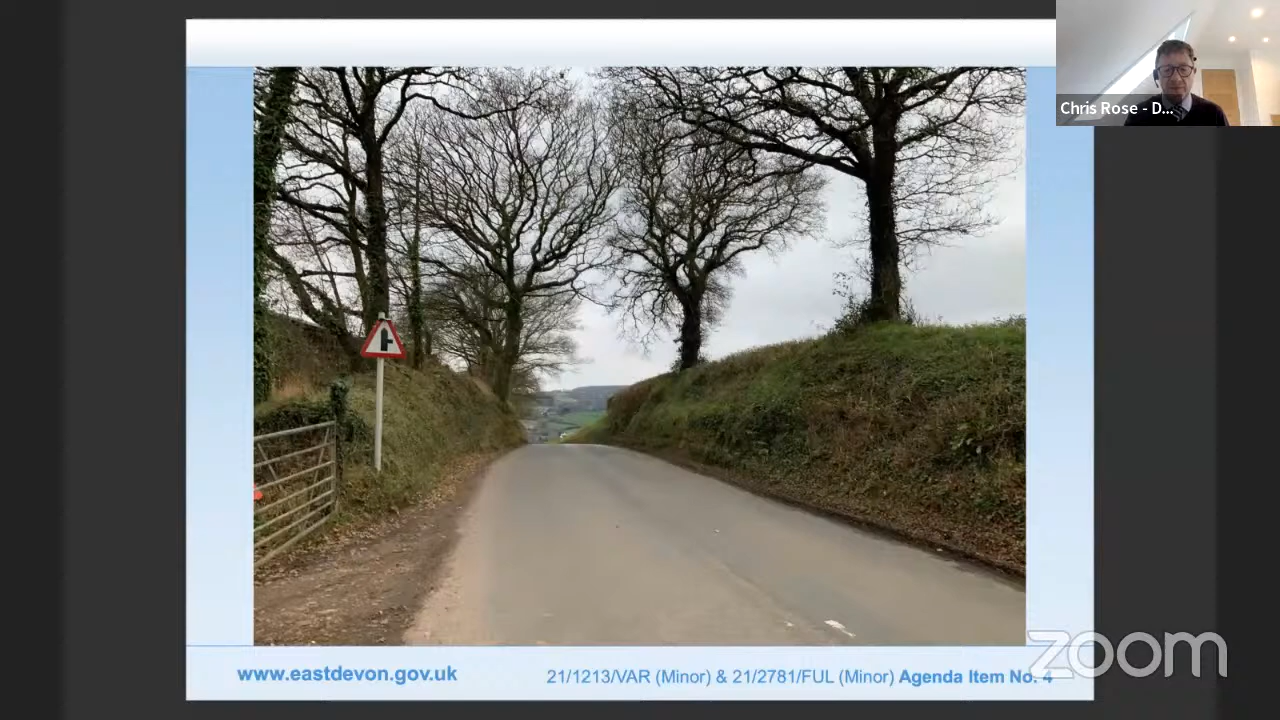 Chris Rose - D...
www.eastdevon.gov.uk
21/1213/VAR (Minor) & 21/2781/FUL (Minor) Agenda Item No. 4
zoom